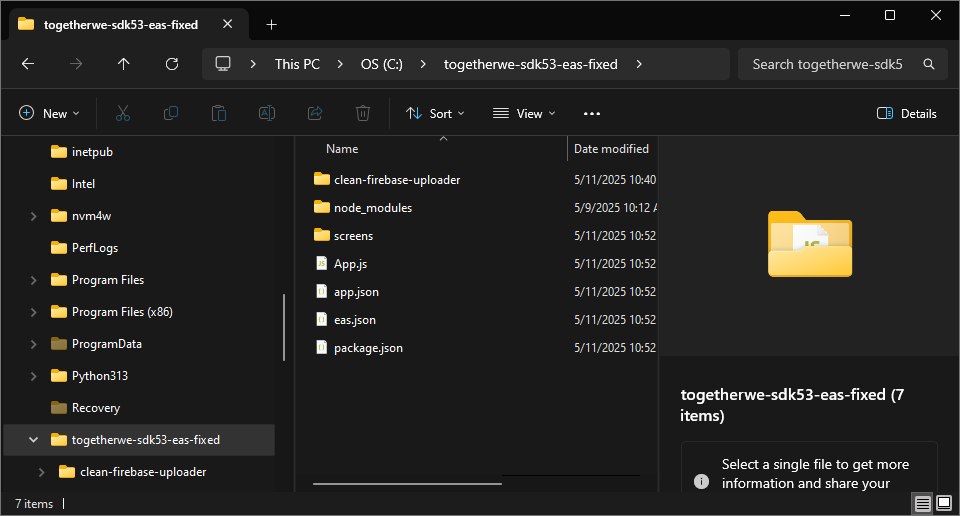 togetherwe-sdk53-eas-fixed
This PC
OS (C:)
togetherwe-sdk53-eas-fixed
Search togetherwe-sdk5
New
Sort
View
Details
inetpub
Intel
nvm4w
PerfLogs
Program Files
Program Files (x86)
ProgramData
Python313
Recovery
togetherwe-sdk53-eas-fixed
clean-firebase-uploader
Name Date modified
clean-firebase-uploader 5/11/2025 10:40
node_modules 5/9/2025 10:12 A
screens 5/11/2025 10:52
App.js 5/11/2025 10:52
app.json 5/11/2025 10:52
eas.json 5/11/2025 10:52
package.json 5/11/2025 10:52
togetherwe-sdk53-eas-fixed (7
items)
Select a single file to get more
information and share your
7 items